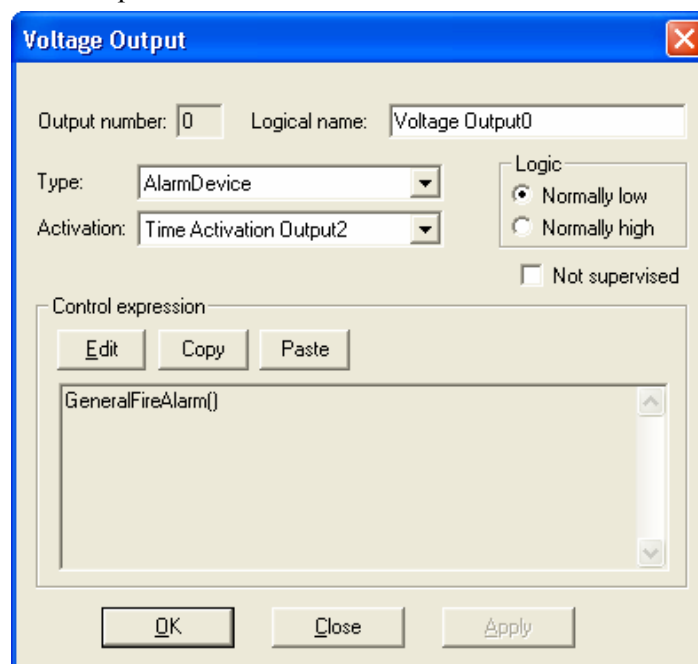 Voltage Output
Output number: 0 Logical name: Voltage Output0
Type: AlarmDevice
Logic
Normally low
Activation: Time Activation Output2
Normally high
Not supervised
Control expression
Edit Copy Paste
GeneralFireAlarm()
OK Close Apply